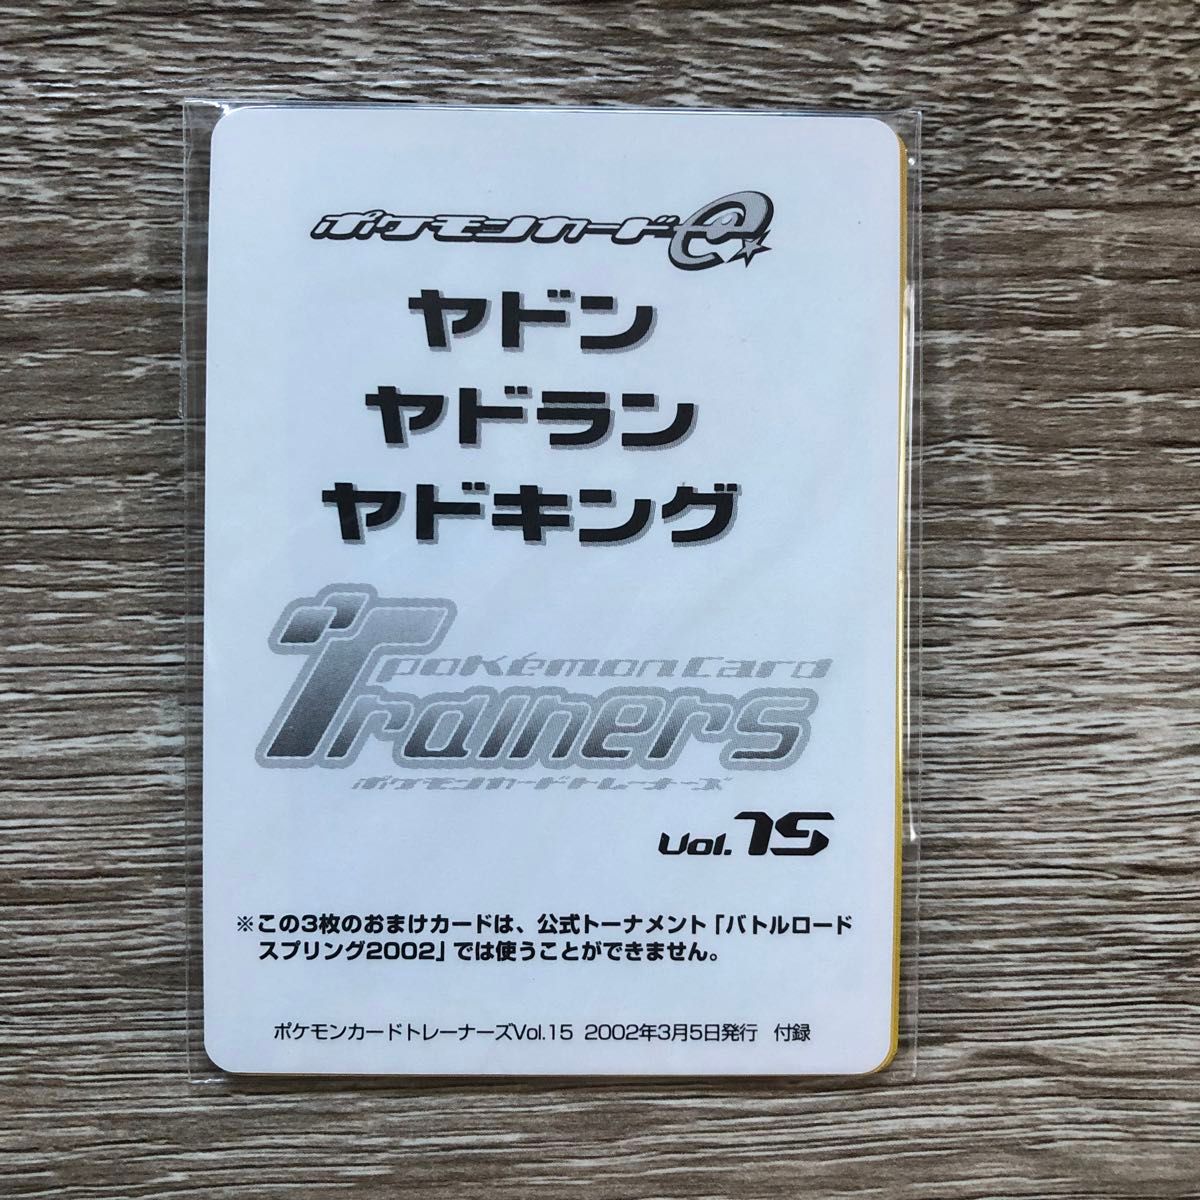 ポケモンカードe
ヤドン
ヤドラン
ヤドキング
Pokémon Card
Trainers
ポケモンカードトレーナーズ
Vol.15
※この3枚のおまけカードは、公式トーナメント「バトルロード
スプリング2002」では使うことができません。
ポケモンカードトレーナーズVol.15 2002年3月5日発行 付録